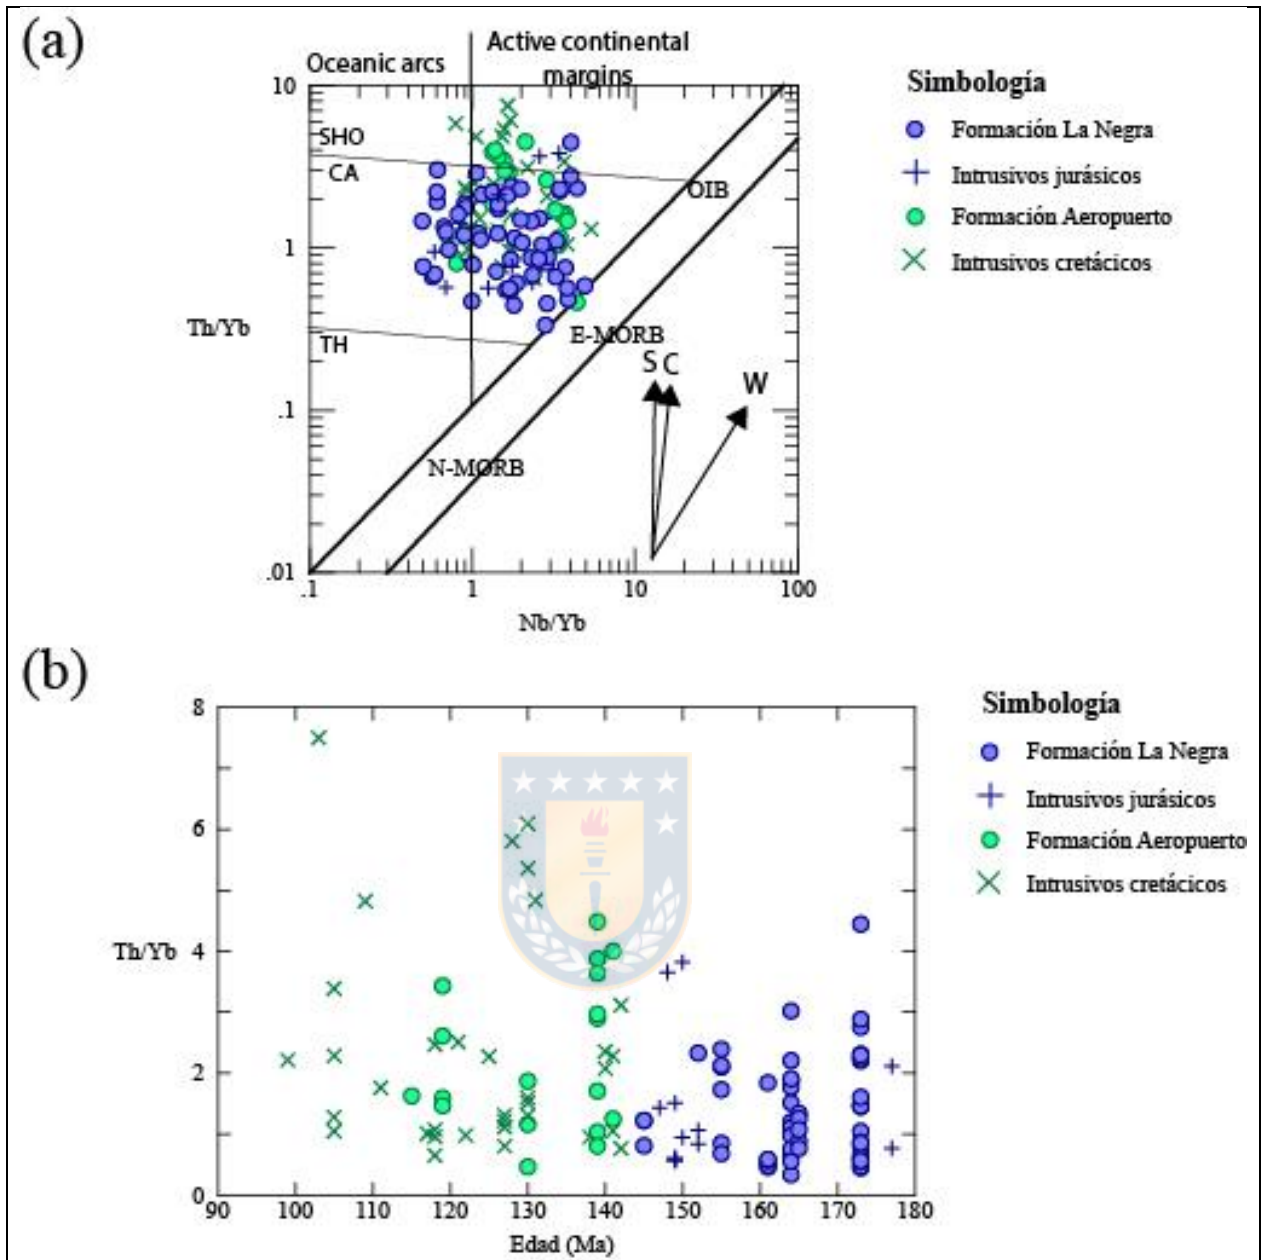 (a)
Oceanic arcs
Active continental
margins
10
SHO
CA
OIB
1
Th/Yb
TH
E-MORB
S C
W
.1
N-MORB
.01
.1 1 10 100
Nb/Yb
Simbología
Formación La Negra
Intrusivos jurásicos
Formación Aeropuerto
Intrusivos cretácicos
(b)
8
6
Th/Yb 4
2
0
90 100 110 120 130 140 150 160 170 180
Edad (Ma)
Simbología
Formación La Negra
Intrusivos jurásicos
Formación Aeropuerto
Intrusivos cretácicos